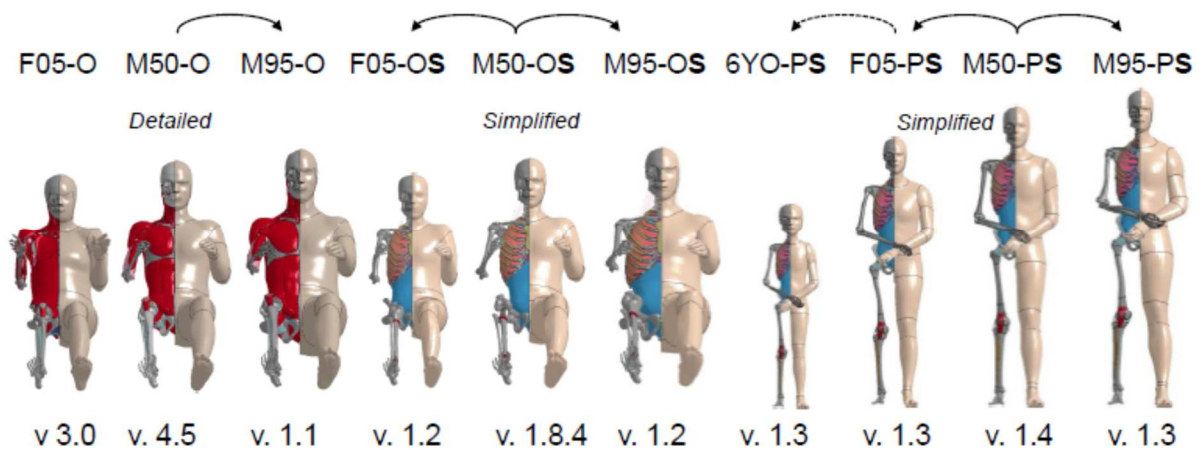 F05-O M50-O M95-O F05-OS M50-OS M95-OS 6YO-PS F05-PS M50-PS M95-PS
Detailed Simplified Simplified
v 3.0 v. 4.5 v. 1.1 v. 1.2 v. 1.8.4 v. 1.2 v. 1.3 v. 1.3 v. 1.4 v. 1.3